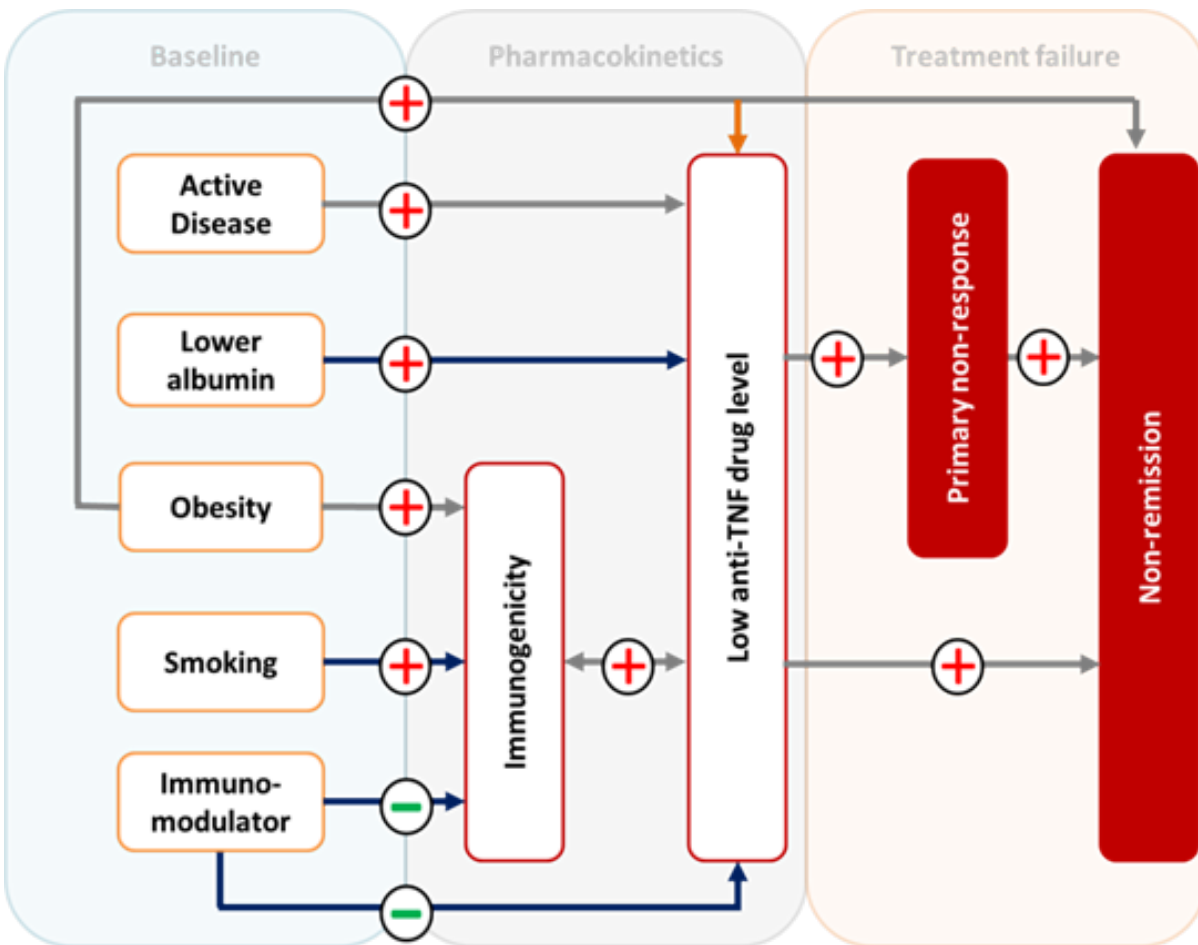 Baseline
Pharmacokinetics
Treatment failure
Active
Disease
Lower
albumin
Obesity
Smoking
Immuno-
modulator
Immunogenicity
Low anti-TNF drug level
Primary non-response
Non-remission